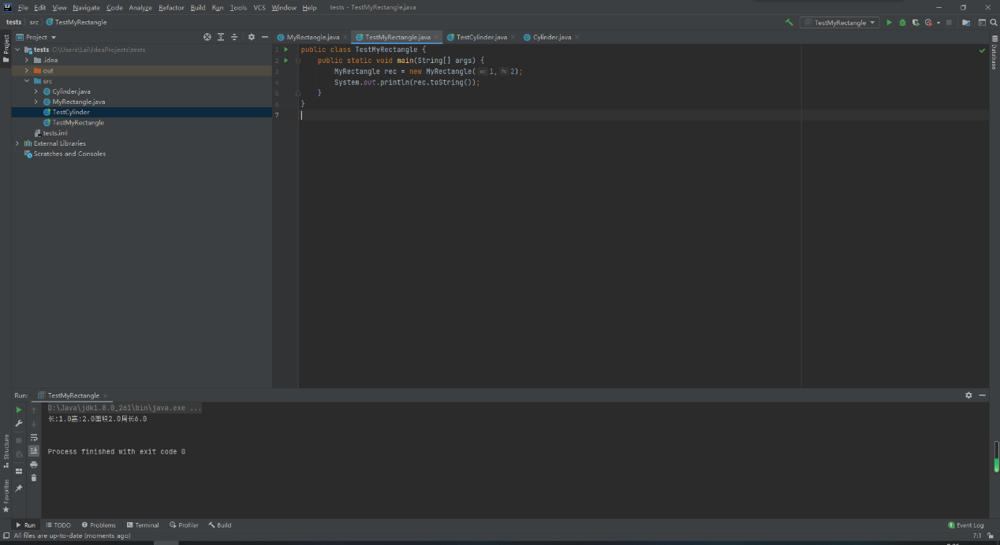 File Edit View Navigate Code Analyze Refactor Build Run Tools VCS Window Help tests - TestMyRectangle.java
tests src TestMyRectangle
TestMyRectangle
Project
MyRectangle.java TestMyRectangle.java TestCylinder.java Cylinder.java
Project
Database
tests C:\Users\Lai\IdeaProjects\tests
.idea
out
src
Cylinder.java
MyRectangle.java
TestCylinder
TestMyRectangle
tests.iml
External Libraries
Scratches and Consoles
1 public class TestMyRectangle {
2 public static void main(String[] args) {
3 MyRectangle rec = new MyRectangle( w: 1, h: 2);
4 System.out.println(rec.toString());
5 }
6 }
7
Run: TestMyRectangle
D:\Java\jdk1.8.0_261\bin\java.exe ...
长:1.0高:2.0面积2.0周长6.0
Process finished with exit code 0
Structure
Favorites
Run TODO Problems Terminal Profiler Build
1 Event Log
All files are up-to-date (moments ago)
7:1